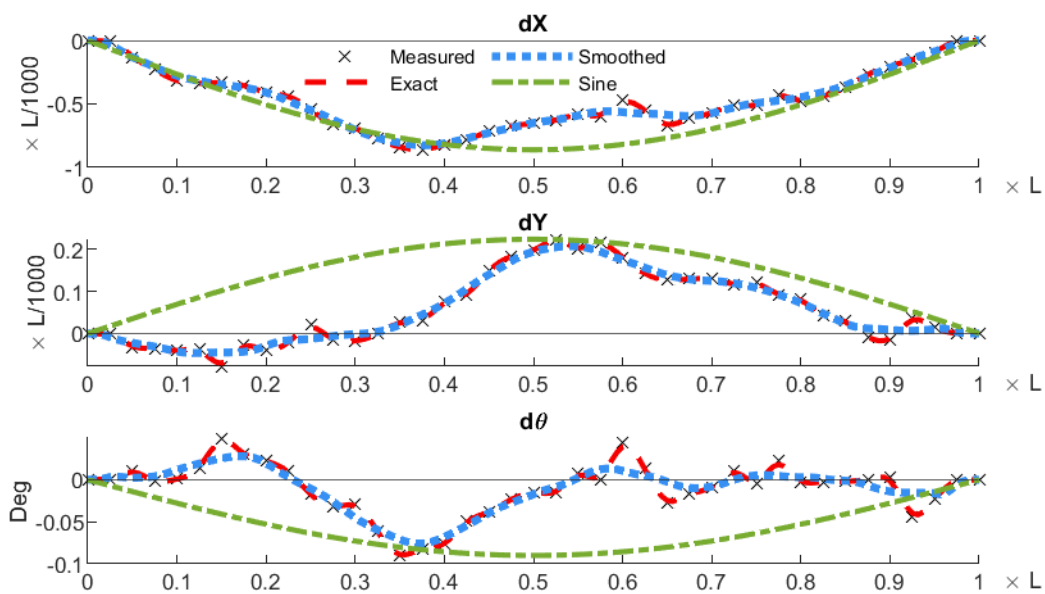 dX
× L/1000
0
-0.5
-1
Measured
Smoothed
Exact
Sine
0 0.1 0.2 0.3 0.4 0.5 0.6 0.7 0.8 0.9 1 × L
dY
× L/1000
0.2
0.1
0
0 0.1 0.2 0.3 0.4 0.5 0.6 0.7 0.8 0.9 1 × L
dθ
Deg
0
-0.05
-0.1
0 0.1 0.2 0.3 0.4 0.5 0.6 0.7 0.8 0.9 1 × L